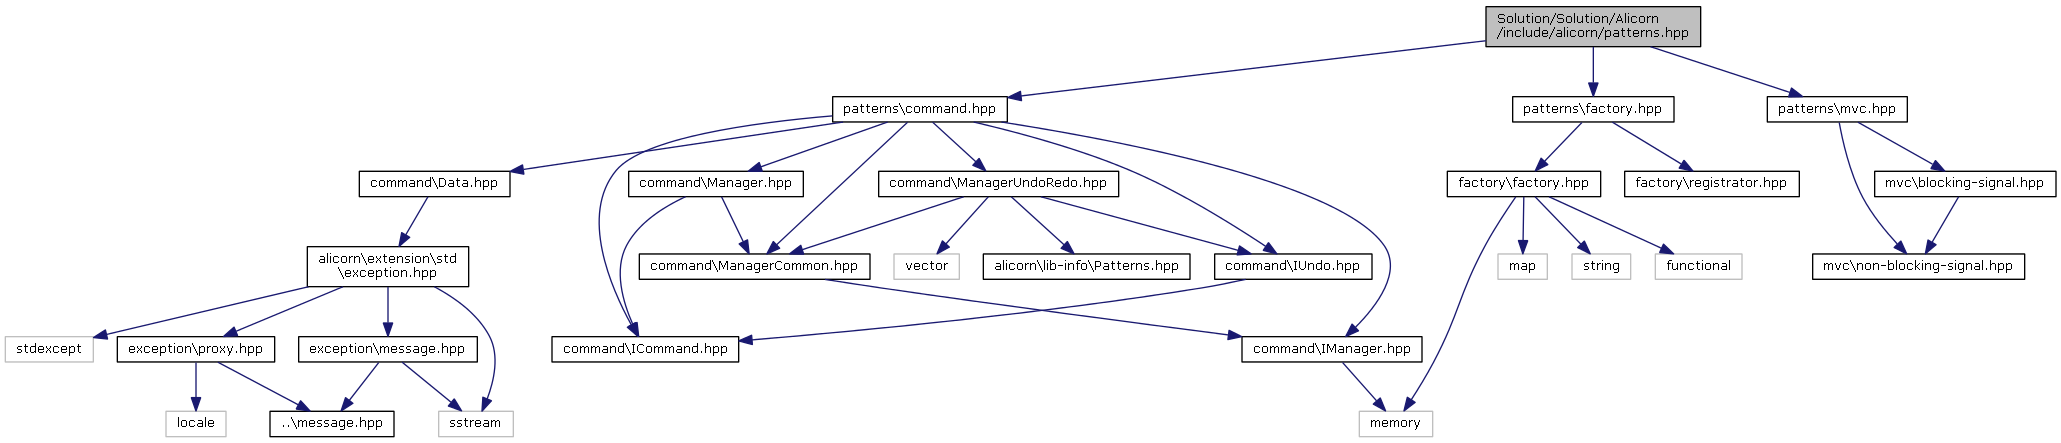 Solution/Solution/Alicorn
/include/alicorn/patterns.hpp
patterns\command.hpp
patterns\factory.hpp
patterns\mvc.hpp
command\Data.hpp
command\Manager.hpp
command\ManagerUndoRedo.hpp
factory\factory.hpp
factory\registrator.hpp
mvc\blocking-signal.hpp
alicorn\extension\std
\exception.hpp
command\ManagerCommon.hpp
vector
alicorn\lib-info\Patterns.hpp
command\IUndo.hpp
map
string
functional
mvc\non-blocking-signal.hpp
stdexcept
exception\proxy.hpp
exception\message.hpp
command\ICommand.hpp
command\IManager.hpp
locale
..\message.hpp
sstream
memory